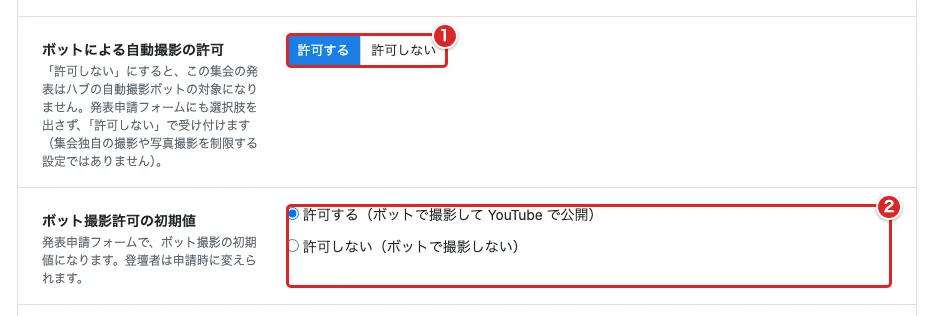 ボットによる自動撮影の許可
「許可しない」にすると、この集会の発
表はハブの自動撮影ボットの対象になり
ません。発表申請フォームにも選択肢を
出さず、「許可しない」で受け付けます
（集会独自の撮影や写真撮影を制限する
設定ではありません）。
許可する 許可しない
1
ボット撮影許可の初期値
発表申請フォームで、ボット撮影の初期
値になります。登壇者は申請時に変えら
れます。
2
許可する（ボットで撮影して YouTube で公開）
許可しない（ボットで撮影しない）